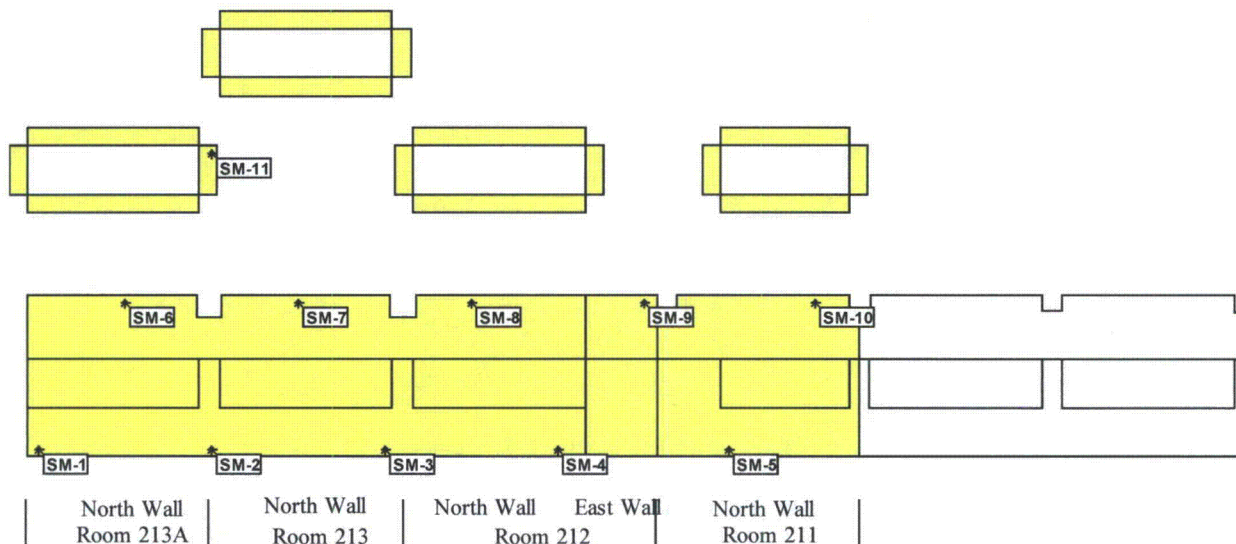 SM-11
SM-6
SM-7
SM-8
SM-9
SM-10
SM-1
SM-2
SM-3
SM-4
SM-5
North Wall
Room 213A
North Wall
Room 213
North Wall East Wall
Room 212
North Wall
Room 211